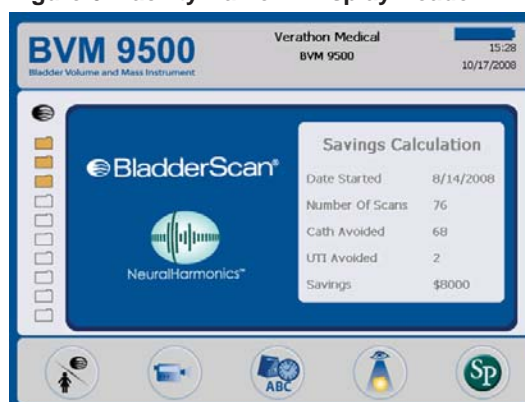 BVM 9500
Bladder Volume and Mass Instrument
Verathon Medical
BVM 9500
15:28
10/17/2008
BladderScan®
NeuralHarmonics™
Savings Calculation
Date Started 8/14/2008
Number Of Scans 76
Cath Avoided 68
UTI Avoided 2
Savings $8000
ABC
SP